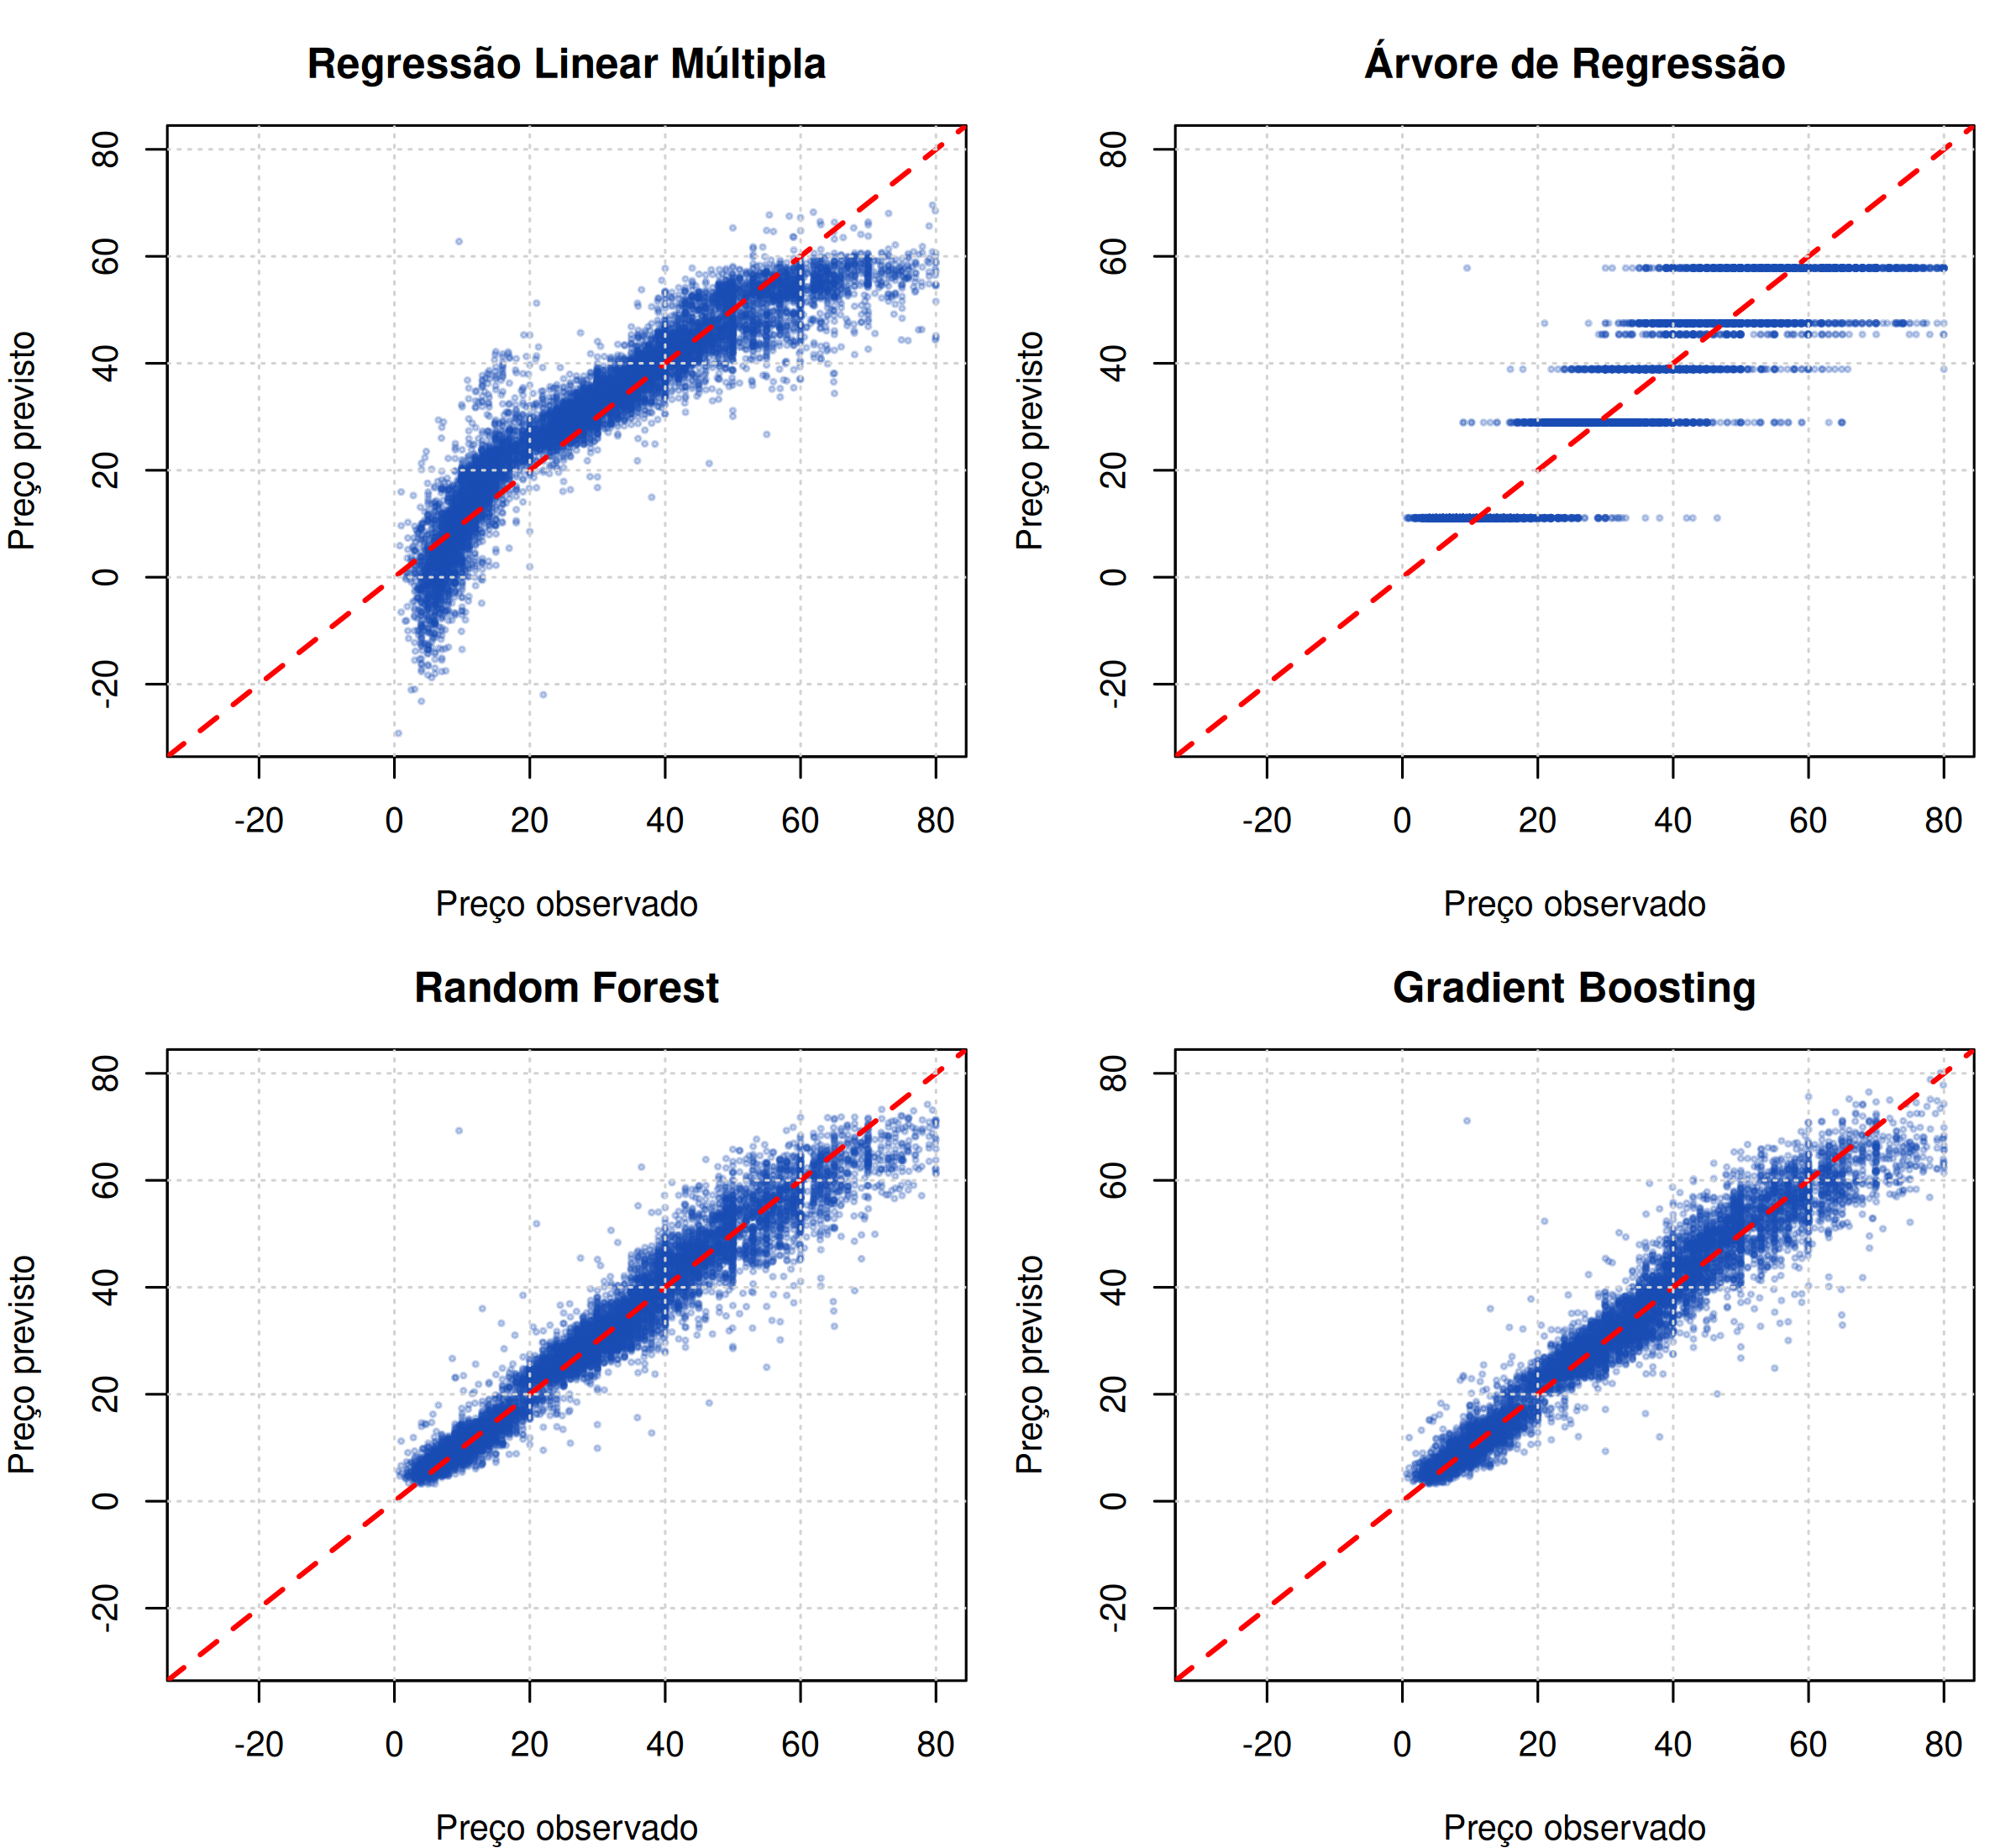 Regressão Linear Múltipla
Preço previsto
80
60
40
20
0
-20
-20 0 20 40 60 80
Preço observado
Árvore de Regressão
Preço previsto
80
60
40
20
0
-20
-20 0 20 40 60 80
Preço observado
Random Forest
Preço previsto
80
60
40
20
0
-20
-20 0 20 40 60 80
Preço observado
Gradient Boosting
Preço previsto
80
60
40
20
0
-20
-20 0 20 40 60 80
Preço observado